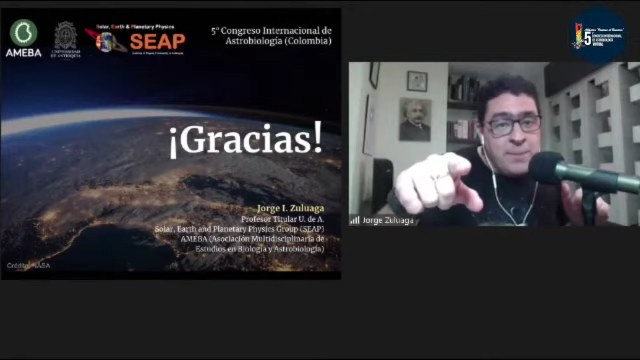 AMEBA
UNIVERSIDAD
DE ANTIOQUIA
Solar, Earth & Planetary Physics
SEAP
5° Congreso Internacional de
Astrobiología (Colombia)
5
¡Gracias!
Jorge I. Zuluaga
Profesor Titular U. de A.
Solar, Earth and Planetary Physics Group (SEAP)
AMEBA (Asociación Multidisciplinaria de
Estudios en Biología y Astrobiología)
Crédito: NASA
Jorge Zuluaga